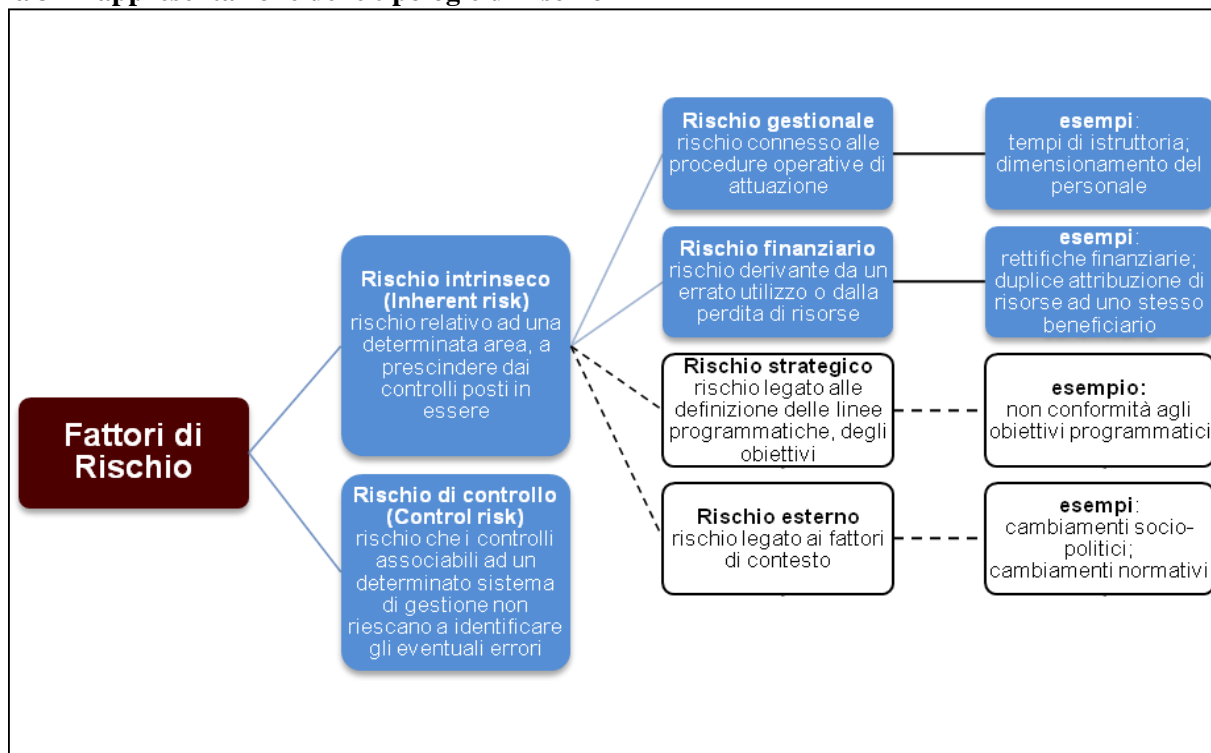 Fattori di
Rischio
Rischio intrinseco
(Inherent risk)
rischio relativo ad una
determinata area, a
prescindere dai
controlli posti in
essere
Rischio di controllo
(Control risk)
rischio che i controlli
associabili ad un
determinato sistema
di gestione non
riescano a identificare
gli eventuali errori
Rischio gestionale
rischio connesso alle
procedure operative di
attuazione
esempi:
tempi di istruttoria;
dimensionamento del
personale
Rischio finanziario
rischio derivante da un
errato utilizzo o dalla
perdita di risorse
esempi:
rettifiche finanziarie;
duplice attribuzione di
risorse ad uno stesso
beneficiario
Rischio strategico
rischio legato alle
definizione delle linee
programmatiche, degli
obiettivi
esempio:
non conformità agli
obiettivi programmatici
Rischio esterno
rischio legato ai fattori
di contesto
esempi:
cambiamenti socio-
politici;
cambiamenti normativi